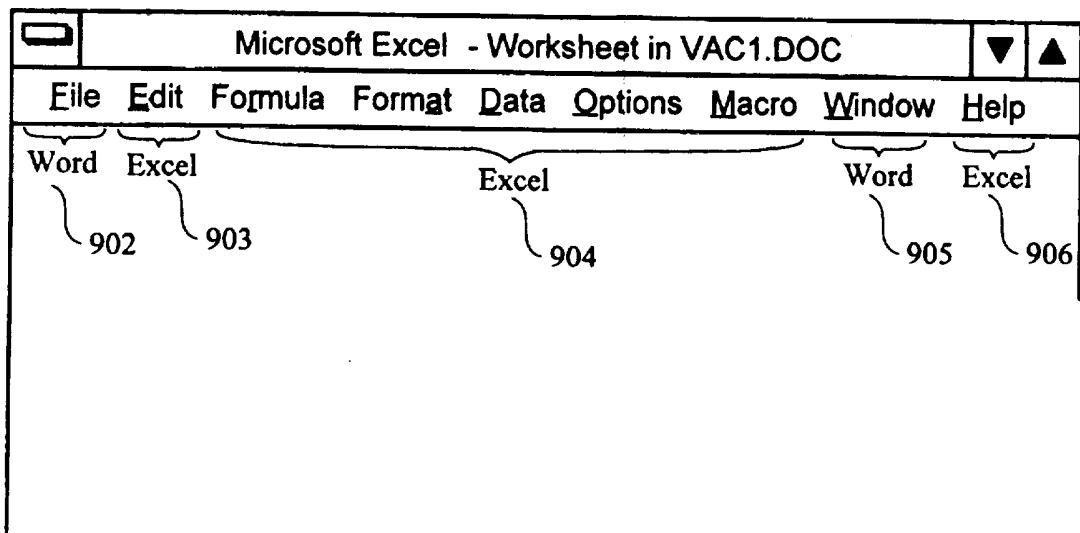 Microsoft Excel - Worksheet in VAC1.DOC
File Edit Formula Format Data Options Macro Window Help
Word Excel Excel Word Excel
902 903 904 905 906